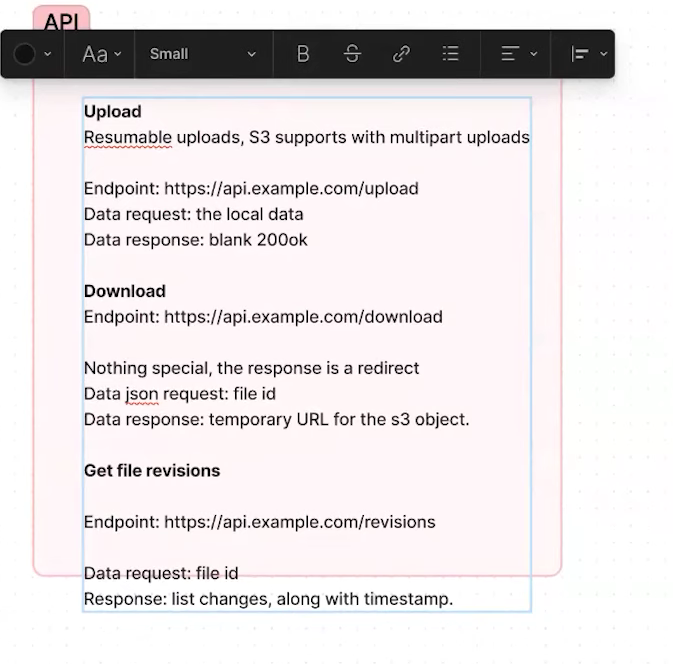 API
Aa
Small
B
S
Upload
Resumable uploads, S3 supports with multipart uploads
Endpoint: https://api.example.com/upload
Data request: the local data
Data response: blank 200ok
Download
Endpoint: https://api.example.com/download
Nothing special, the response is a redirect
Data json request: file id
Data response: temporary URL for the s3 object.
Get file revisions
Endpoint: https://api.example.com/revisions
Data request: file id
Response: list changes, along with timestamp.